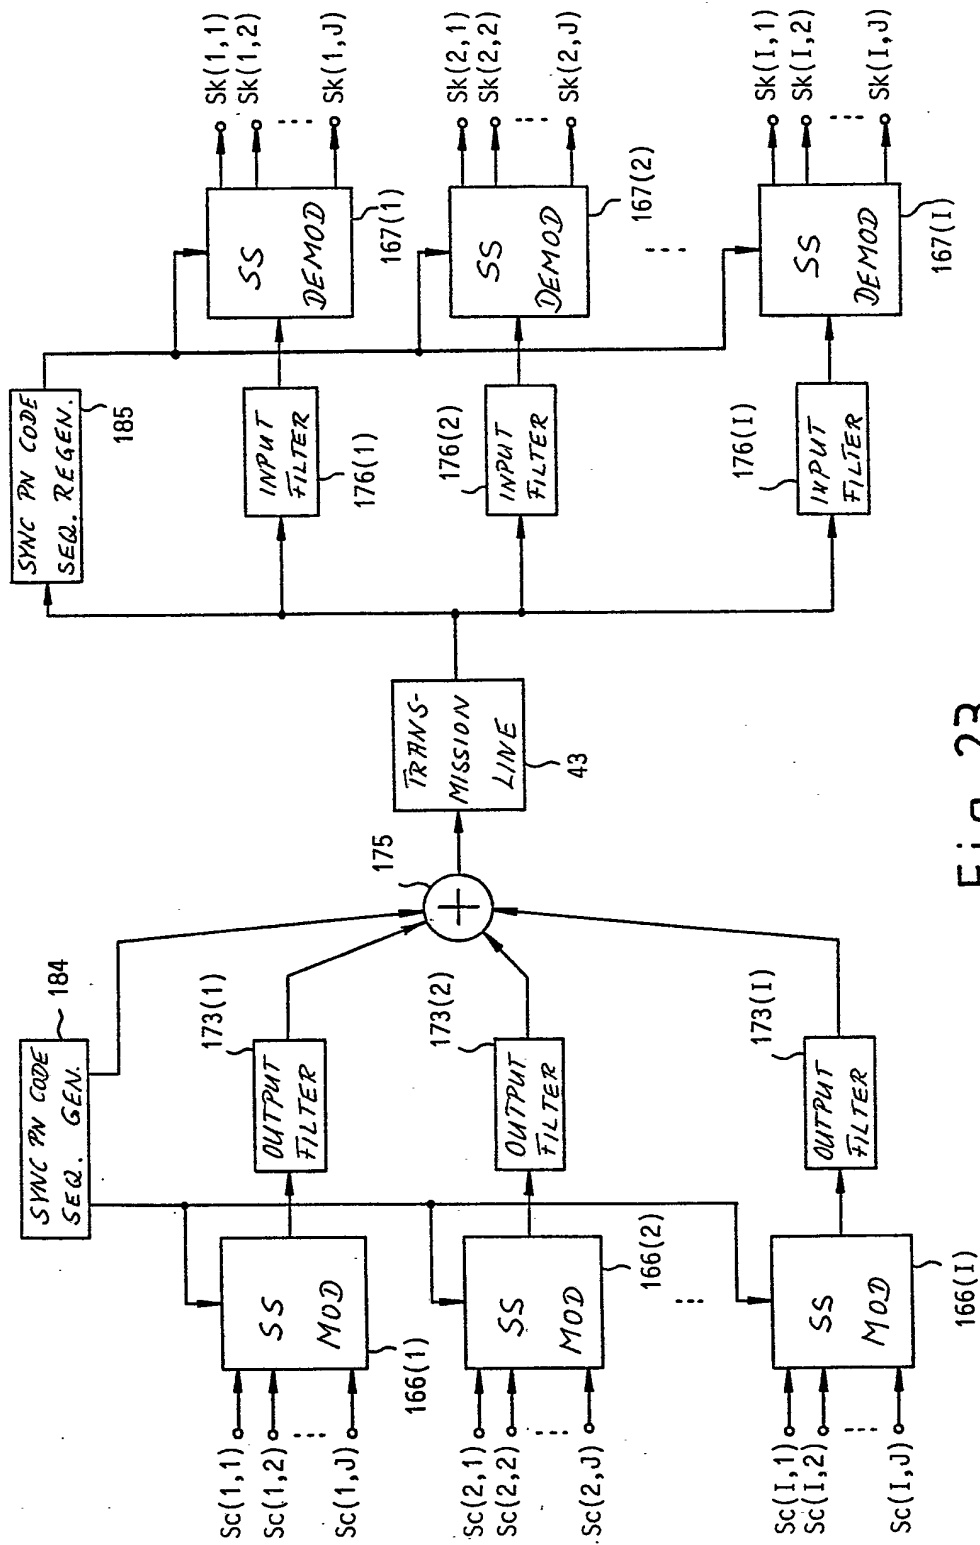 SYNC PN CODE
SEQ. GEN.
184
Sc(1,1)
Sc(1,2)
Sc(1,J)
SS
MOD
166(1)
OUTPUT
FILTER
173(1)
Sc(2,1)
Sc(2,2)
Sc(2,J)
SS
MOD
166(2)
OUTPUT
FILTER
173(2)
Sc(I,1)
Sc(I,2)
Sc(I,J)
SS
MOD
166(I)
OUTPUT
FILTER
173(I)
175
+
TRANS-
MISSION
LINE
43
SYNC PN CODE
SEQ. REGEN.
185
INPUT
FILTER
176(1)
SS
DEMOD
167(1)
Sk(1,1)
Sk(1,2)
Sk(1,J)
INPUT
FILTER
176(2)
SS
DEMOD
167(2)
Sk(2,1)
Sk(2,2)
Sk(2,J)
INPUT
FILTER
176(I)
SS
DEMOD
167(I)
Sk(I,1)
Sk(I,2)
Sk(I,J)
Fig. 23